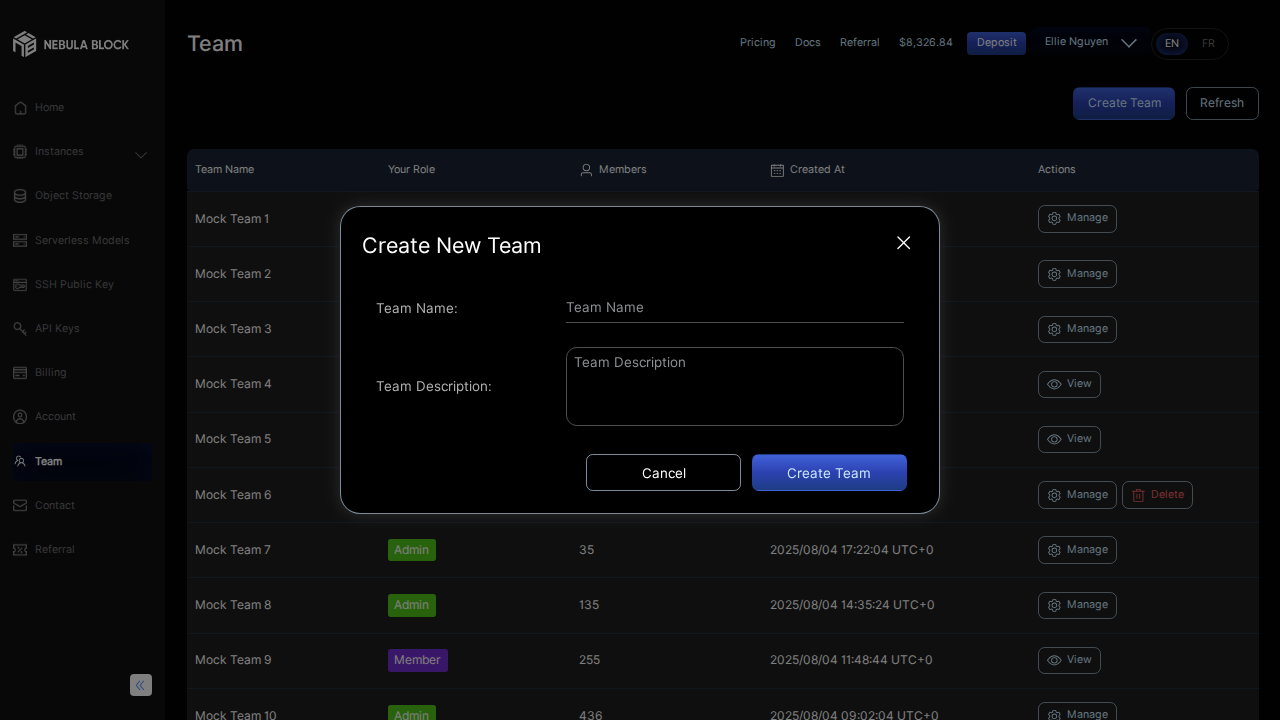 NEBULA BLOCK
Team
Pricing
Docs
Referral
$8,326.84
Deposit
Ellie Nguyen
EN
FR
Home
Instances
Object Storage
Serverless Models
SSH Public Key
API Keys
Billing
Account
Team
Contact
Referral
Create Team
Refresh
Team Name
Your Role
Members
Created At
Actions
Mock Team 1
Manage
Mock Team 2
Manage
Mock Team 3
Manage
Mock Team 4
View
Mock Team 5
View
Mock Team 6
Manage
Delete
Mock Team 7
Admin
35
2025/08/04 17:22:04 UTC+0
Manage
Mock Team 8
Admin
135
2025/08/04 14:35:24 UTC+0
Manage
Mock Team 9
Member
255
2025/08/04 11:48:44 UTC+0
View
Mock Team 10
Admin
436
2025/08/04 09:02:04 UTC+0
Manage
Create New Team
Team Name:
Team Name
Team Description:
Team Description
Cancel
Create Team